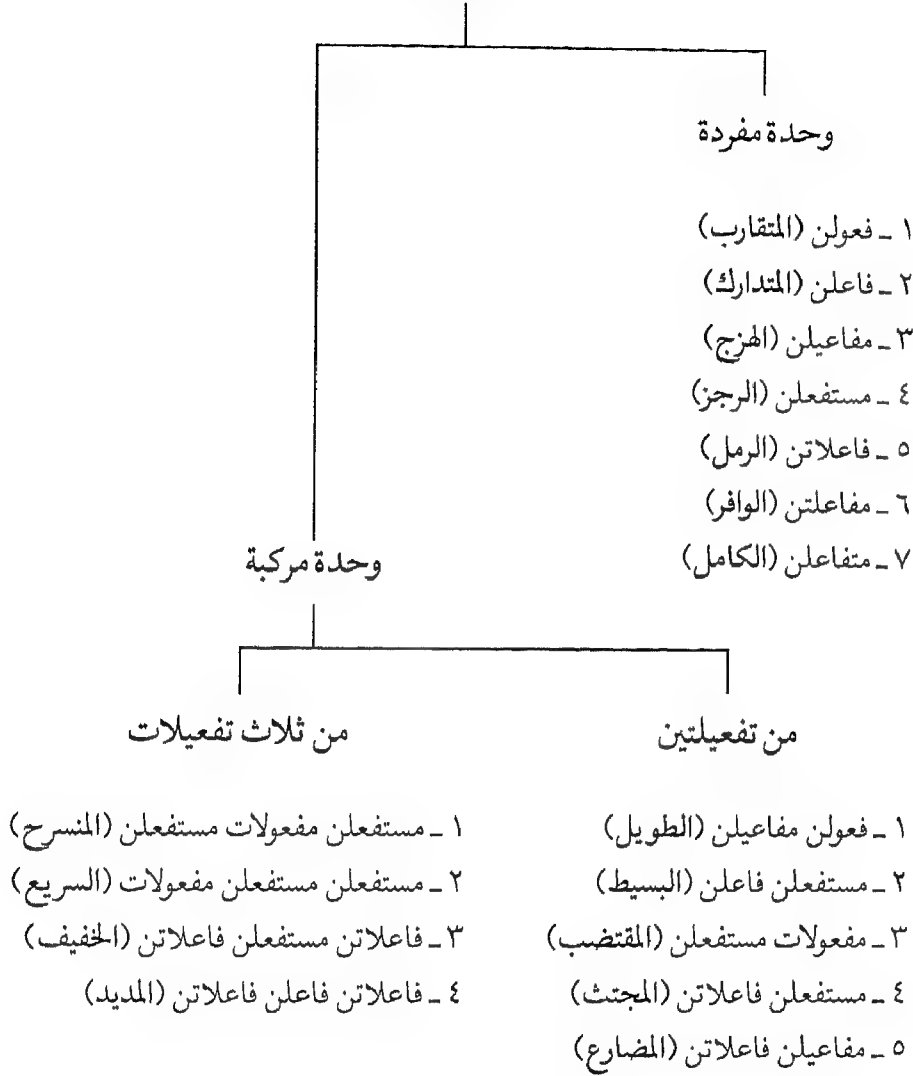 وحدة مفردة
١ ـ فعولن (المتقارب)
٢ ـ فاعلن (المتدارك)
٣ ـ مفاعيلن (الهزج)
٤ ـ مستفعلن (الرجز)
٥ ـ فاعلاتن (الرمل)
٦ ـ مفاعلتن (الوافر)
٧ ـ متفاعلن (الكامل)
وحدة مركبة
من تفعيلتين
١ ـ فعولن مفاعيلن (الطويل)
٢ ـ مستفعلن فاعلن (البسيط)
٣ ـ مفعولات مستفعلن (المقتضب)
٤ ـ مستفعلن فاعلاتن (المجتث)
٥ ـ مفاعيلن فاعلاتن (المضارع)
من ثلاث تفعيلات
١ ـ مستفعلن مفعولات مستفعلن (المنسرح)
٢ ـ مستفعلن مستفعلن مفعولات (السريع)
٣ ـ فاعلاتن مستفعلن فاعلاتن (الخفيف)
٤ ـ فاعلاتن فاعلن فاعلاتن (المديد)